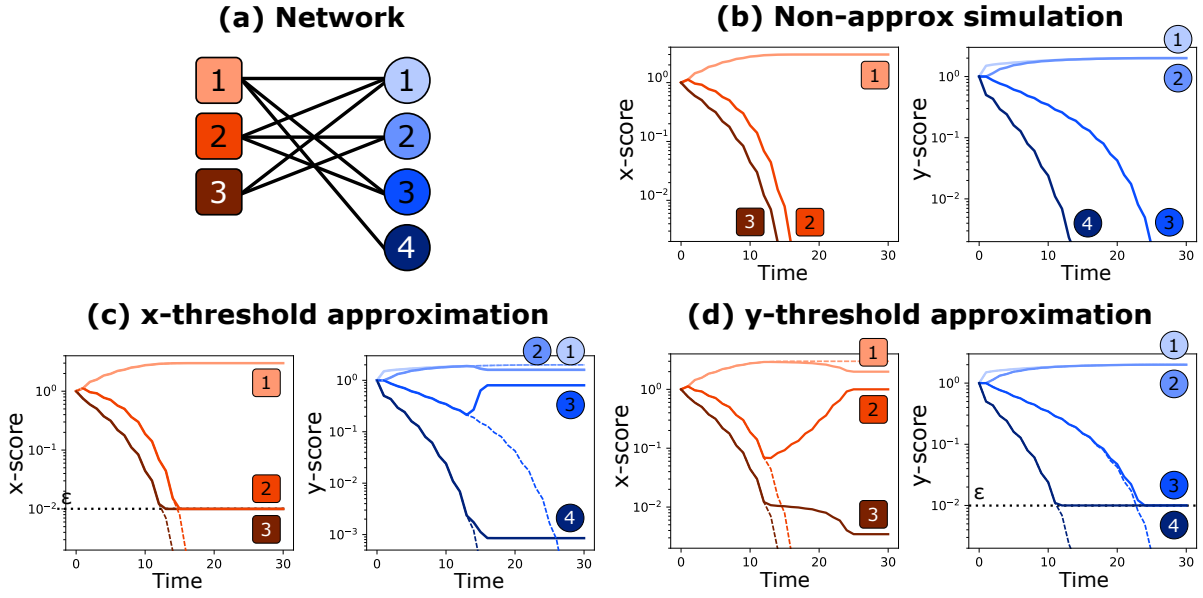 (a) Network
1
2
3
1
2
3
4
(b) Non-approx simulation
x-score
10^0
10^-1
10^-2
1
3
2
0 10 20 30
Time
y-score
10^0
10^-1
10^-2
1
2
4
3
0 10 20 30
Time
(c) x-threshold approximation
x-score
10^0
10^-1
10^-2
ε
1
2
3
0 10 20 30
Time
y-score
10^0
10^-1
10^-2
10^-3
2 1
3
4
0 10 20 30
Time
(d) y-threshold approximation
x-score
10^0
10^-1
10^-2
1
2
3
0 10 20 30
Time
y-score
10^0
10^-1
10^-2
1
2
ε
3
4
0 10 20 30
Time